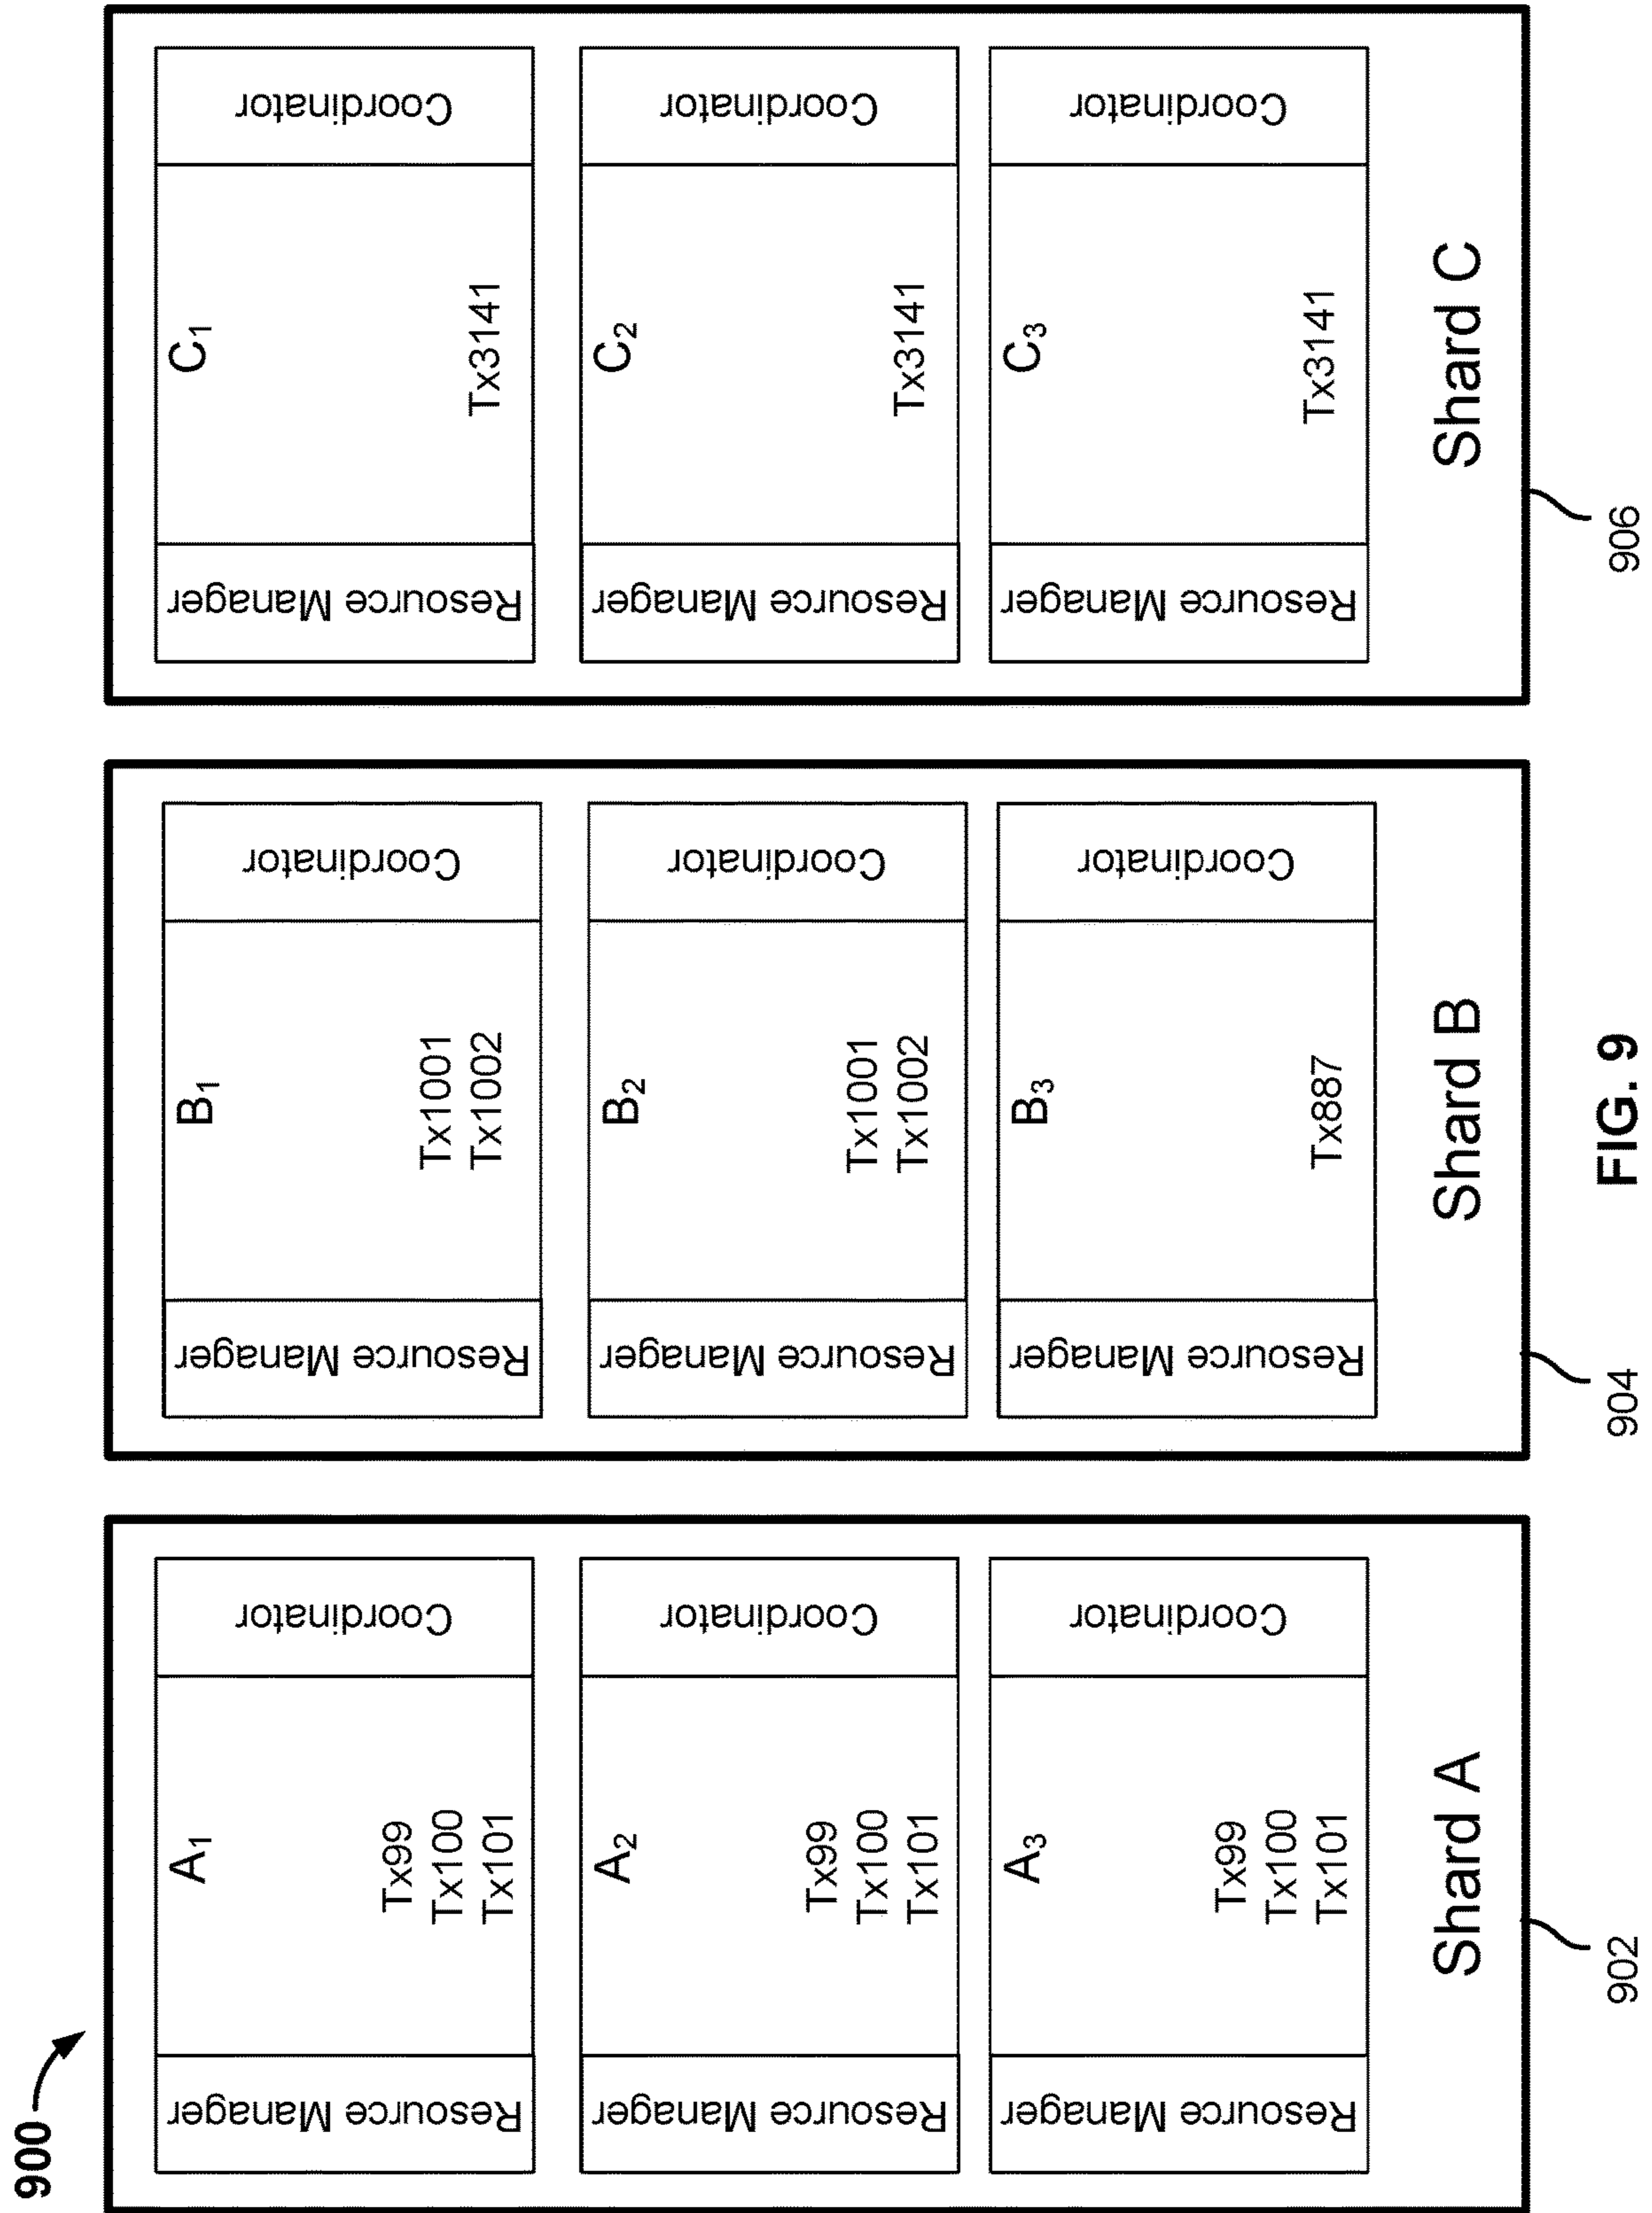 900
Resource Manager
A1
Tx99
Tx100
Tx101
Coordinator
Resource Manager
A2
Tx99
Tx100
Tx101
Coordinator
Resource Manager
A3
Tx99
Tx100
Tx101
Coordinator
Shard A
902
Resource Manager
B1
Tx1001
Tx1002
Coordinator
Resource Manager
B2
Tx1001
Tx1002
Coordinator
Resource Manager
B3
Tx887
Coordinator
Shard B
904
Resource Manager
C1
Tx3141
Coordinator
Resource Manager
C2
Tx3141
Coordinator
Resource Manager
C3
Tx3141
Coordinator
Shard C
906
FIG. 9